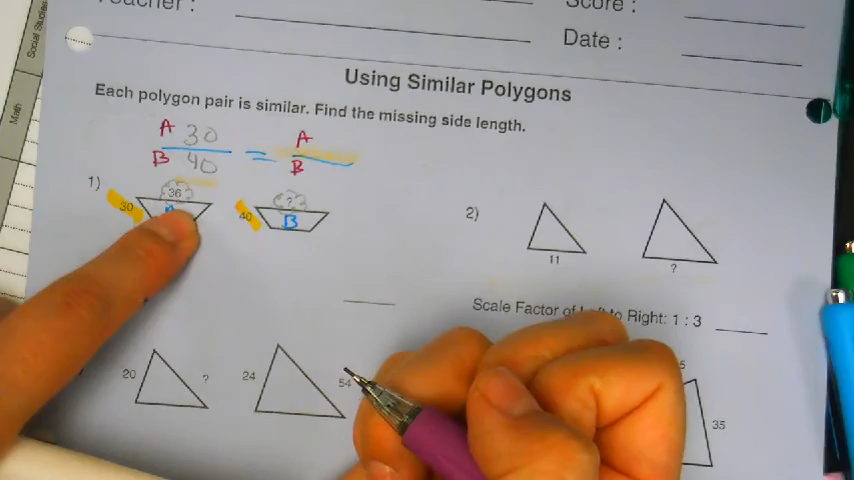 Social Studies
Math
Teacher :
Score :
Date :
Using Similar Polygons
Each polygon pair is similar. Find the missing side length.
A 30 = A
B 40 B
1) 30 36 40 ? B
2) 11 ?
Scale Factor of Left to Right: 1 : 3
20 ? 24 54
5 35